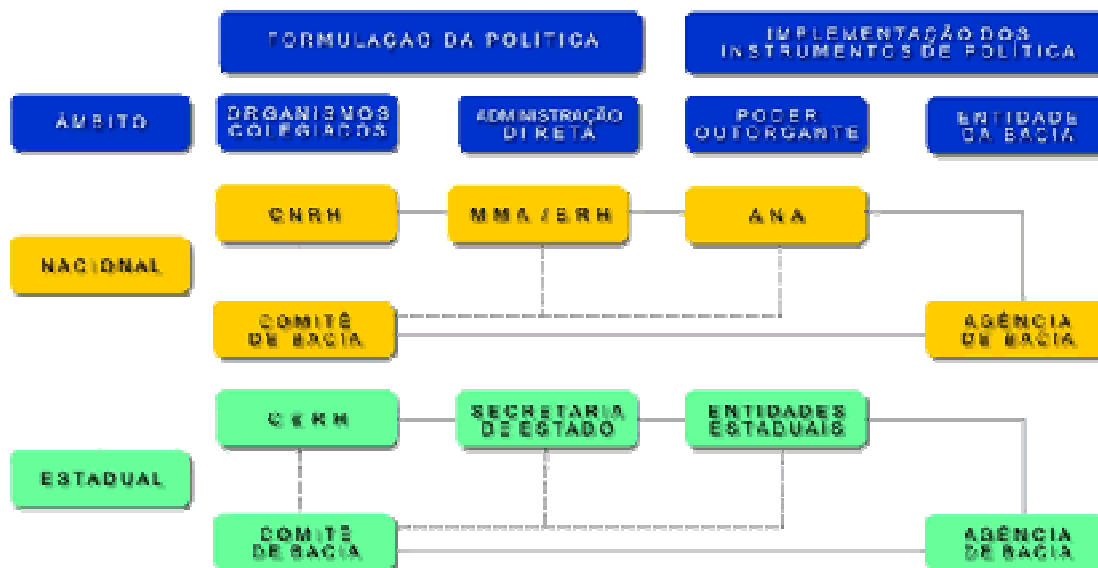 FORMULAÇÃO DA POLÍTICA
IMPLEMENTAÇÃO DOS
INSTRUMENTOS DE POLÍTICA
ÂMBITO
ORGANISMOS
COLEGIADOS
ADMINISTRAÇÃO
DIRETA
PODER
OUTORGANTE
ENTIDADE
DA BACIA
NACIONAL
CNRH
MMA / SRH
ANA
COMITÊ
DE BACIA
AGÊNCIA
DE BACIA
ESTADUAL
CERH
SECRETARIA
DE ESTADO
ENTIDADES
ESTADUAIS
COMITÊ
DE BACIA
AGÊNCIA
DE BACIA